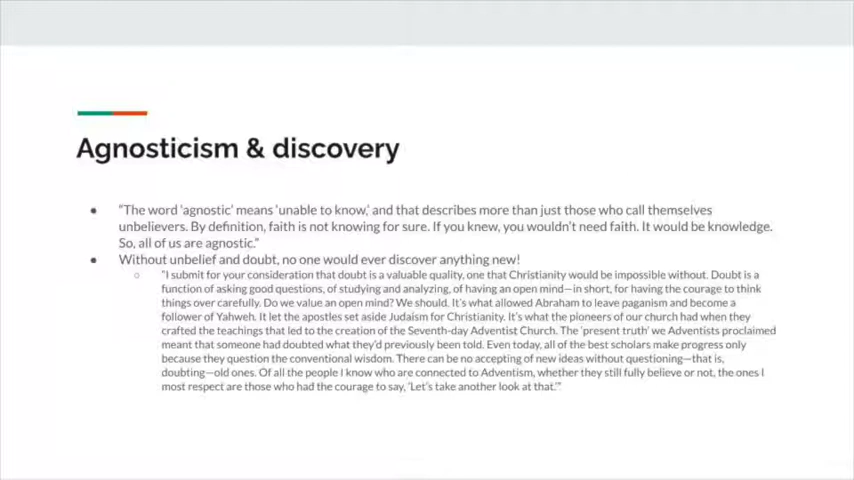 Agnosticism & discovery
● "The word 'agnostic' means 'unable to know,' and that describes more than just those who call themselves
unbelievers. By definition, faith is not knowing for sure. If you knew, you wouldn't need faith. It would be knowledge.
So, all of us are agnostic."
● Without unbelief and doubt, no one would ever discover anything new!
○ "I submit for your consideration that doubt is a valuable quality, one that Christianity would be impossible without. Doubt is a
function of asking good questions, of studying and analyzing, of having an open mind—in short, for having the courage to think
things over carefully. Do we value an open mind? We should. It's what allowed Abraham to leave paganism and become a
follower of Yahweh. It let the apostles set aside Judaism for Christianity. It's what the pioneers of our church had when they
crafted the teachings that led to the creation of the Seventh-day Adventist Church. The 'present truth' we Adventists proclaimed
meant that someone had doubted what they'd previously been told. Even today, all of the best scholars make progress only
because they question the conventional wisdom. There can be no accepting of new ideas without questioning—that is,
doubting—old ones. Of all the people I know who are connected to Adventism, whether they still fully believe or not, the ones I
most respect are those who had the courage to say, 'Let's take another look at that.'"